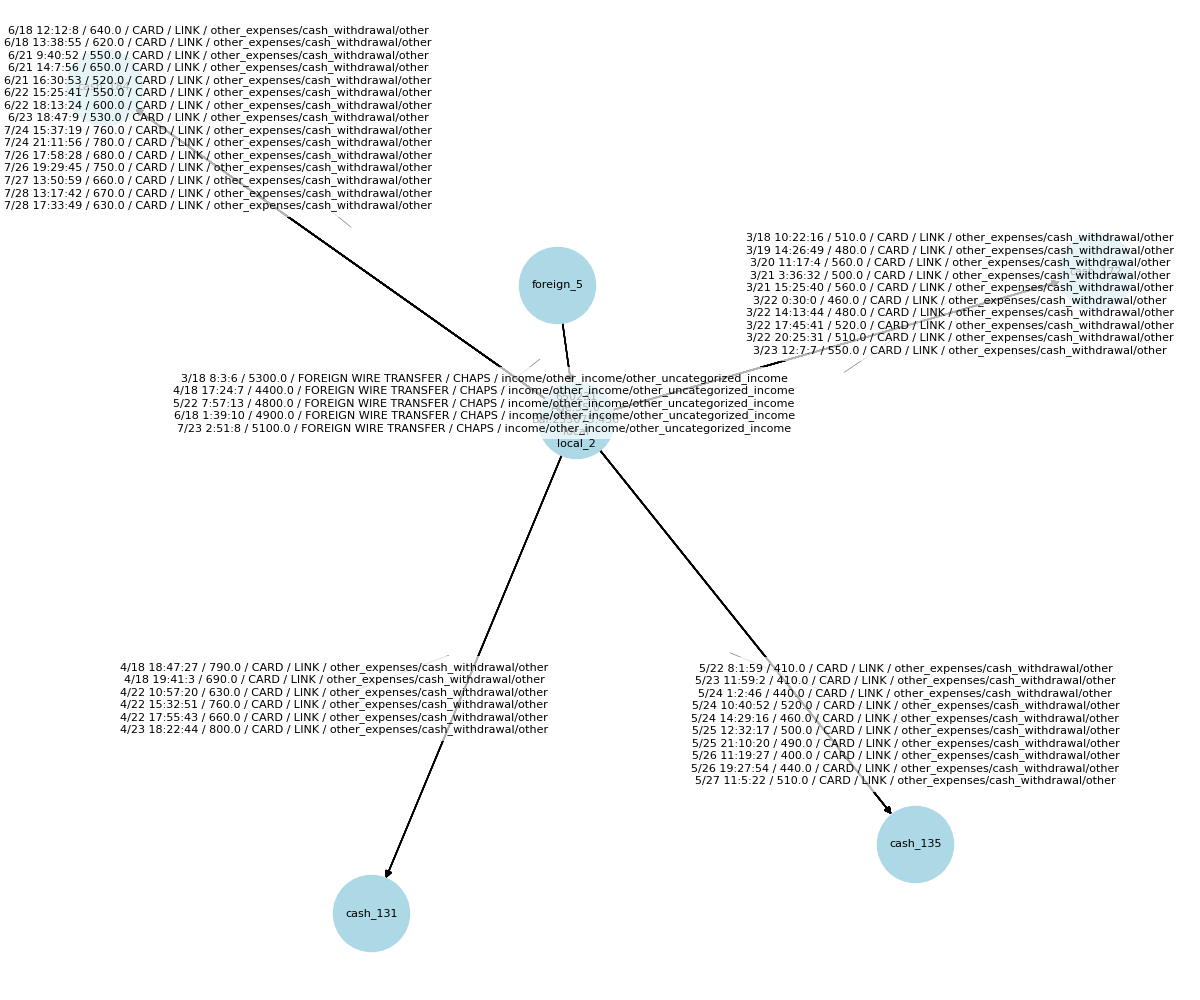 6/18 12:12:8 / 640.0 / CARD / LINK / other_expenses/cash_withdrawal/other
6/18 13:38:55 / 620.0 / CARD / LINK / other_expenses/cash_withdrawal/other
6/21 9:40:52 / 550.0 / CARD / LINK / other_expenses/cash_withdrawal/other
6/21 14:7:56 / 650.0 / CARD / LINK / other_expenses/cash_withdrawal/other
6/21 16:30:53 / 520.0 / CARD / LINK / other_expenses/cash_withdrawal/other
6/22 15:25:41 / 550.0 / CARD / LINK / other_expenses/cash_withdrawal/other
6/22 18:13:24 / 600.0 / CARD / LINK / other_expenses/cash_withdrawal/other
6/23 18:47:9 / 530.0 / CARD / LINK / other_expenses/cash_withdrawal/other
7/24 15:37:19 / 760.0 / CARD / LINK / other_expenses/cash_withdrawal/other
7/24 21:11:56 / 780.0 / CARD / LINK / other_expenses/cash_withdrawal/other
7/26 17:58:28 / 680.0 / CARD / LINK / other_expenses/cash_withdrawal/other
7/26 19:29:45 / 750.0 / CARD / LINK / other_expenses/cash_withdrawal/other
7/27 13:50:59 / 660.0 / CARD / LINK / other_expenses/cash_withdrawal/other
7/28 13:17:42 / 670.0 / CARD / LINK / other_expenses/cash_withdrawal/other
7/28 17:33:49 / 630.0 / CARD / LINK / other_expenses/cash_withdrawal/other
3/18 10:22:16 / 510.0 / CARD / LINK / other_expenses/cash_withdrawal/other
3/19 14:26:49 / 480.0 / CARD / LINK / other_expenses/cash_withdrawal/other
3/20 11:17:4 / 560.0 / CARD / LINK / other_expenses/cash_withdrawal/other
3/21 3:36:32 / 500.0 / CARD / LINK / other_expenses/cash_withdrawal/other
3/21 15:25:40 / 560.0 / CARD / LINK / other_expenses/cash_withdrawal/other
3/22 0:30:0 / 460.0 / CARD / LINK / other_expenses/cash_withdrawal/other
3/22 14:13:44 / 480.0 / CARD / LINK / other_expenses/cash_withdrawal/other
3/22 17:45:41 / 520.0 / CARD / LINK / other_expenses/cash_withdrawal/other
3/22 20:25:31 / 510.0 / CARD / LINK / other_expenses/cash_withdrawal/other
3/23 12:7:7 / 550.0 / CARD / LINK / other_expenses/cash_withdrawal/other
foreign_5
3/18 8:3:6 / 5300.0 / FOREIGN WIRE TRANSFER / CHAPS / income/other_income/other_uncategorized_income
4/18 17:24:7 / 4400.0 / FOREIGN WIRE TRANSFER / CHAPS / income/other_income/other_uncategorized_income
5/22 7:57:13 / 4800.0 / FOREIGN WIRE TRANSFER / CHAPS / income/other_income/other_uncategorized_income
6/18 1:39:10 / 4900.0 / FOREIGN WIRE TRANSFER / CHAPS / income/other_income/other_uncategorized_income
7/23 2:51:8 / 5100.0 / FOREIGN WIRE TRANSFER / CHAPS / income/other_income/other_uncategorized_income
local_2
4/18 18:47:27 / 790.0 / CARD / LINK / other_expenses/cash_withdrawal/other
4/18 19:41:3 / 690.0 / CARD / LINK / other_expenses/cash_withdrawal/other
4/22 10:57:20 / 630.0 / CARD / LINK / other_expenses/cash_withdrawal/other
4/22 15:32:51 / 760.0 / CARD / LINK / other_expenses/cash_withdrawal/other
4/22 17:55:43 / 660.0 / CARD / LINK / other_expenses/cash_withdrawal/other
4/23 18:22:44 / 800.0 / CARD / LINK / other_expenses/cash_withdrawal/other
5/22 8:1:59 / 410.0 / CARD / LINK / other_expenses/cash_withdrawal/other
5/23 11:59:2 / 410.0 / CARD / LINK / other_expenses/cash_withdrawal/other
5/24 1:2:46 / 440.0 / CARD / LINK / other_expenses/cash_withdrawal/other
5/24 10:40:52 / 520.0 / CARD / LINK / other_expenses/cash_withdrawal/other
5/24 14:29:16 / 460.0 / CARD / LINK / other_expenses/cash_withdrawal/other
5/25 12:32:17 / 500.0 / CARD / LINK / other_expenses/cash_withdrawal/other
5/25 21:10:20 / 490.0 / CARD / LINK / other_expenses/cash_withdrawal/other
5/26 11:19:27 / 400.0 / CARD / LINK / other_expenses/cash_withdrawal/other
5/26 19:27:54 / 440.0 / CARD / LINK / other_expenses/cash_withdrawal/other
5/27 11:5:22 / 510.0 / CARD / LINK / other_expenses/cash_withdrawal/other
cash_135
cash_131